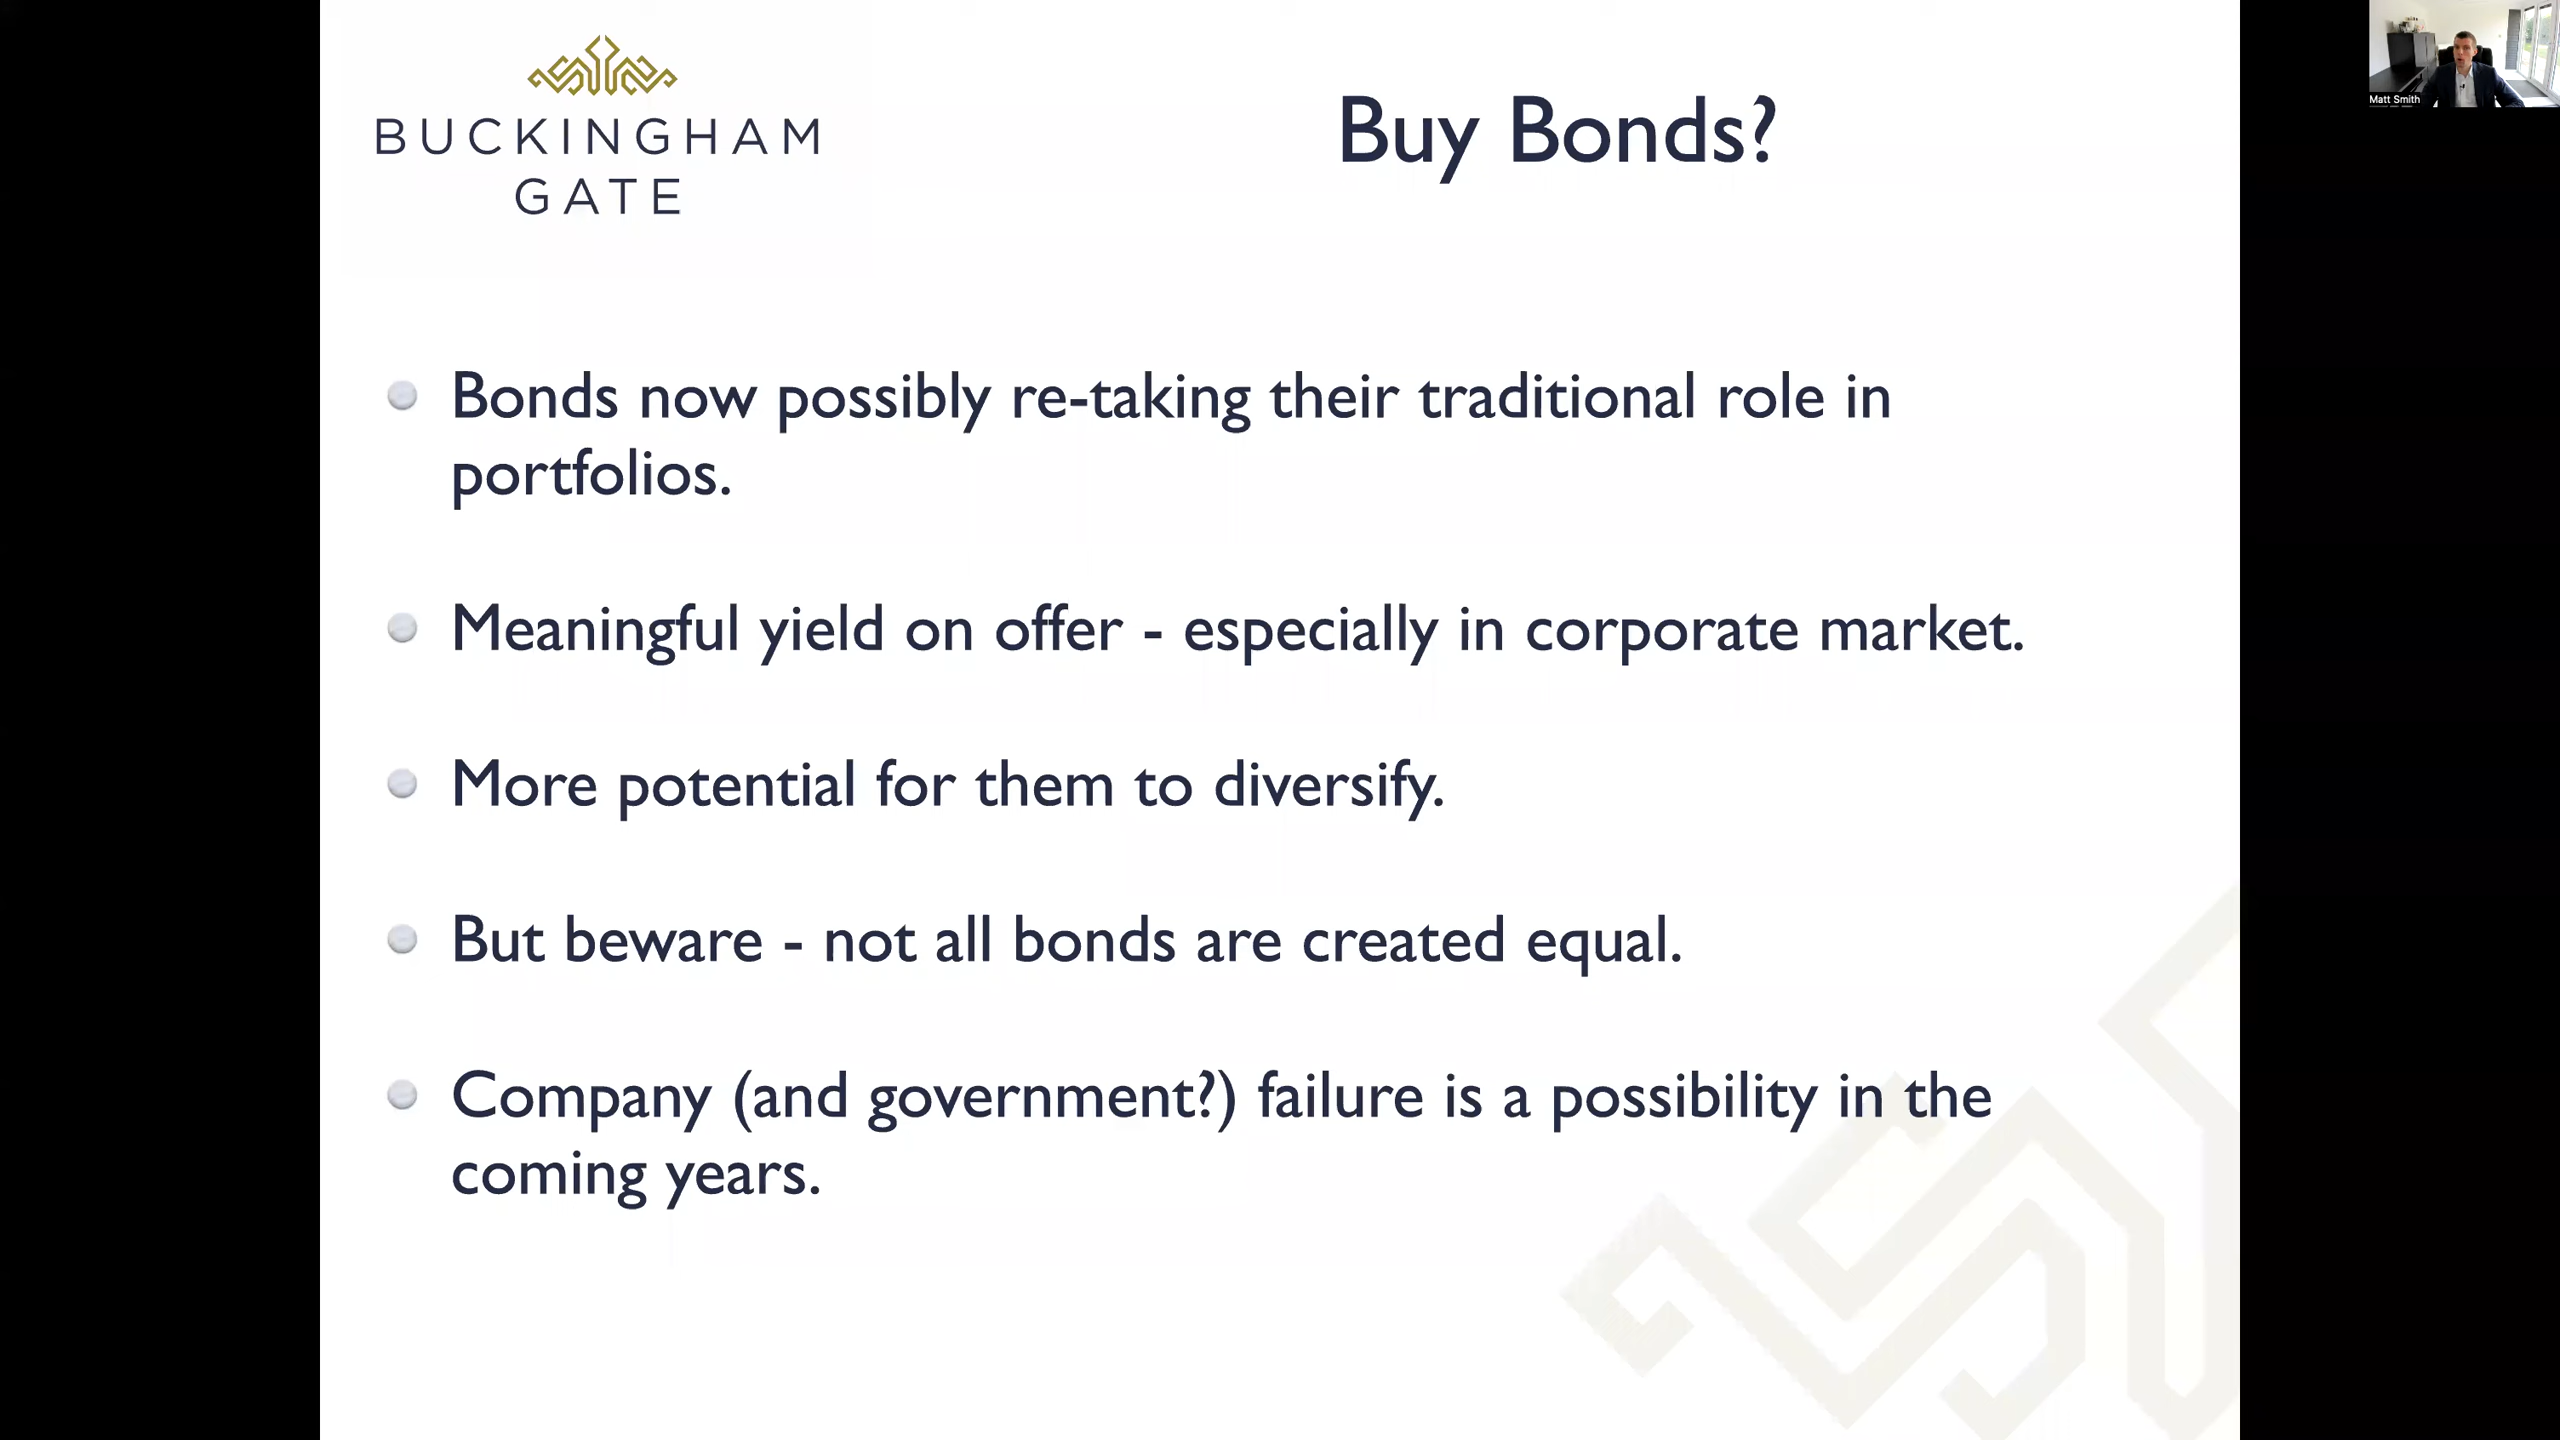 BUCKINGHAM
GATE
Buy Bonds?
Matt Smith
Bonds now possibly re-taking their traditional role in
portfolios.
Meaningful yield on offer - especially in corporate market.
More potential for them to diversify.
But beware - not all bonds are created equal.
Company (and government?) failure is a possibility in the
coming years.